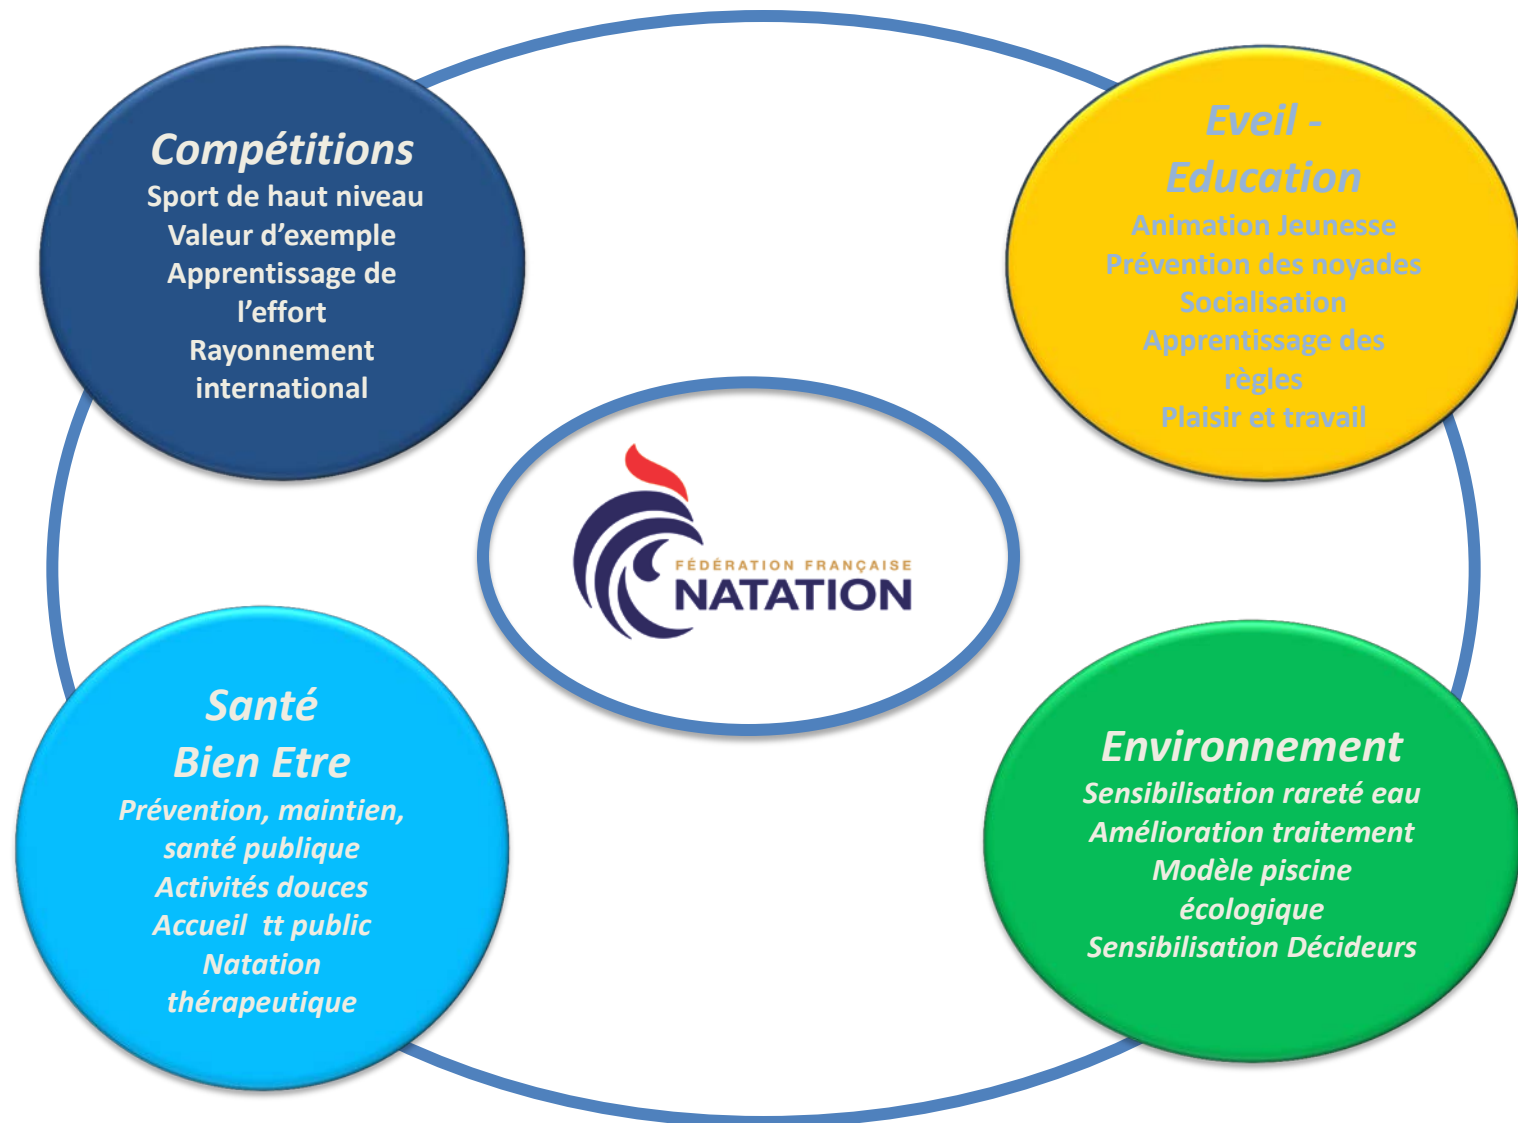 Compétitions
Sport de haut niveau
Valeur d’exemple
Apprentissage de
l’effort
Rayonnement
international
Eveil -
Education
Animation Jeunesse
Prévention des noyades
Socialisation
Apprentissage des
règles
Plaisir et travail
FÉDÉRATION FRANÇAISE
NATATION
Santé
Bien Etre
Prévention, maintien,
santé publique
Activités douces
Accueil  tt public
Natation
thérapeutique
Environnement
Sensibilisation rareté eau
Amélioration traitement
Modèle piscine
écologique
Sensibilisation Décideurs